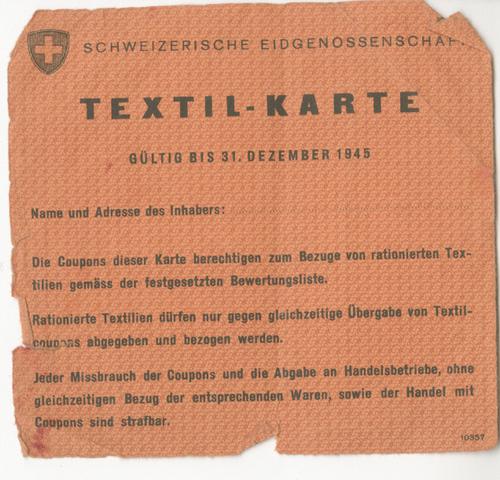 SCHWEIZERISCHE EIDGENOSSENSCHAF
TEXTIL-KARTE
GÜLTIG BIS 31. DEZEMBER 1945
Name und Adresse des Inhabers:
Die Coupons dieser Karte berechtigen zum Bezuge von rationierten Tex-
tilien gemäss der festgesetzten Bewertungsliste.
Rationierte Textilien dürfen nur gegen gleichzeitige Übergabe von Textil-
coupons abgegeben und bezogen werden.
Jeder Missbrauch der Coupons und die Abgabe an Handelsbetriebe, ohne
gleichzeitigen Bezug der entsprechenden Waren, sowie der Handel mit
Coupons sind strafbar.
10357